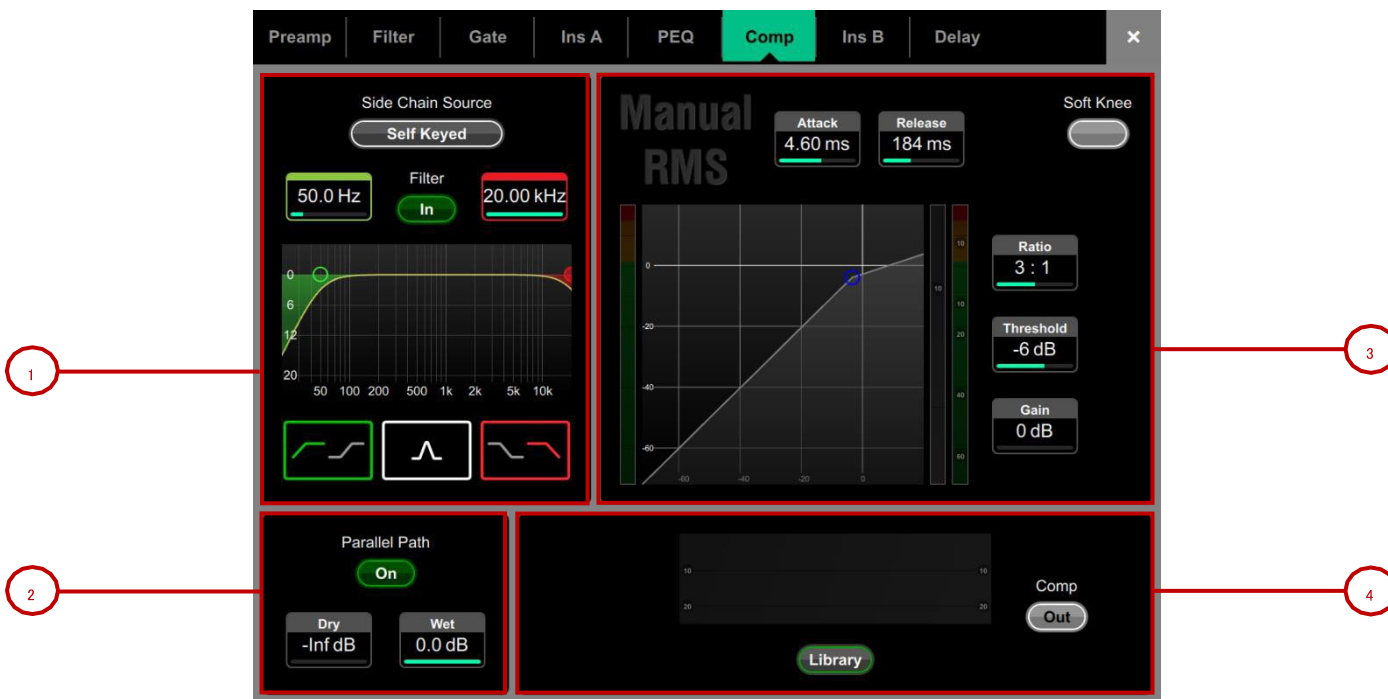 Preamp Filter Gate Ins A PEQ Comp Ins B Delay ×
Side Chain Source
Self Keyed
50.0 Hz
Filter
In
20.00 kHz
0
6
12
20
50 100 200 500 1k 2k 5k 10k
Manual
RMS
Attack
4.60 ms
Release
184 ms
Soft Knee
0
-20
-40
-60
-60 -40 -20 0
10
10
10
20
40
60
Ratio
3 : 1
Threshold
-6 dB
Gain
0 dB
1
3
Parallel Path
On
Dry
-Inf dB
Wet
0.0 dB
10 10
20 20
Library
Comp
Out
2
4